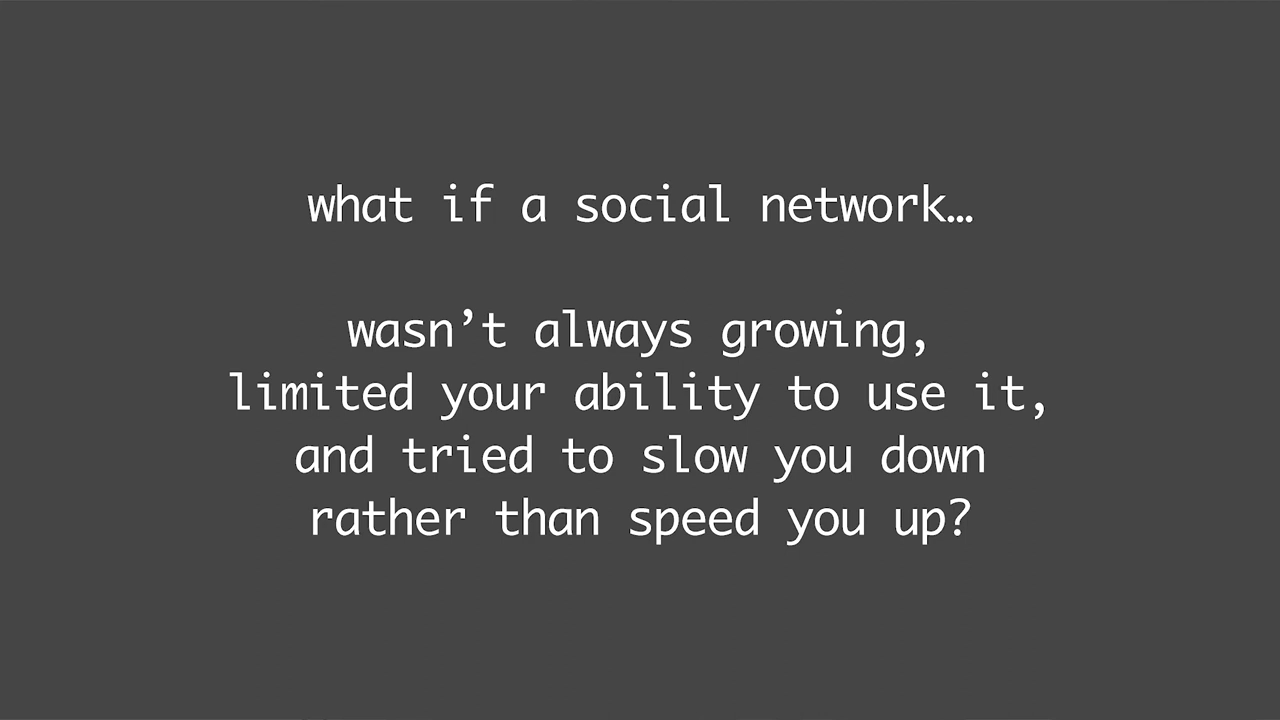 what if a social network…
wasn’t always growing,
limited your ability to use it,
and tried to slow you down
rather than speed you up?